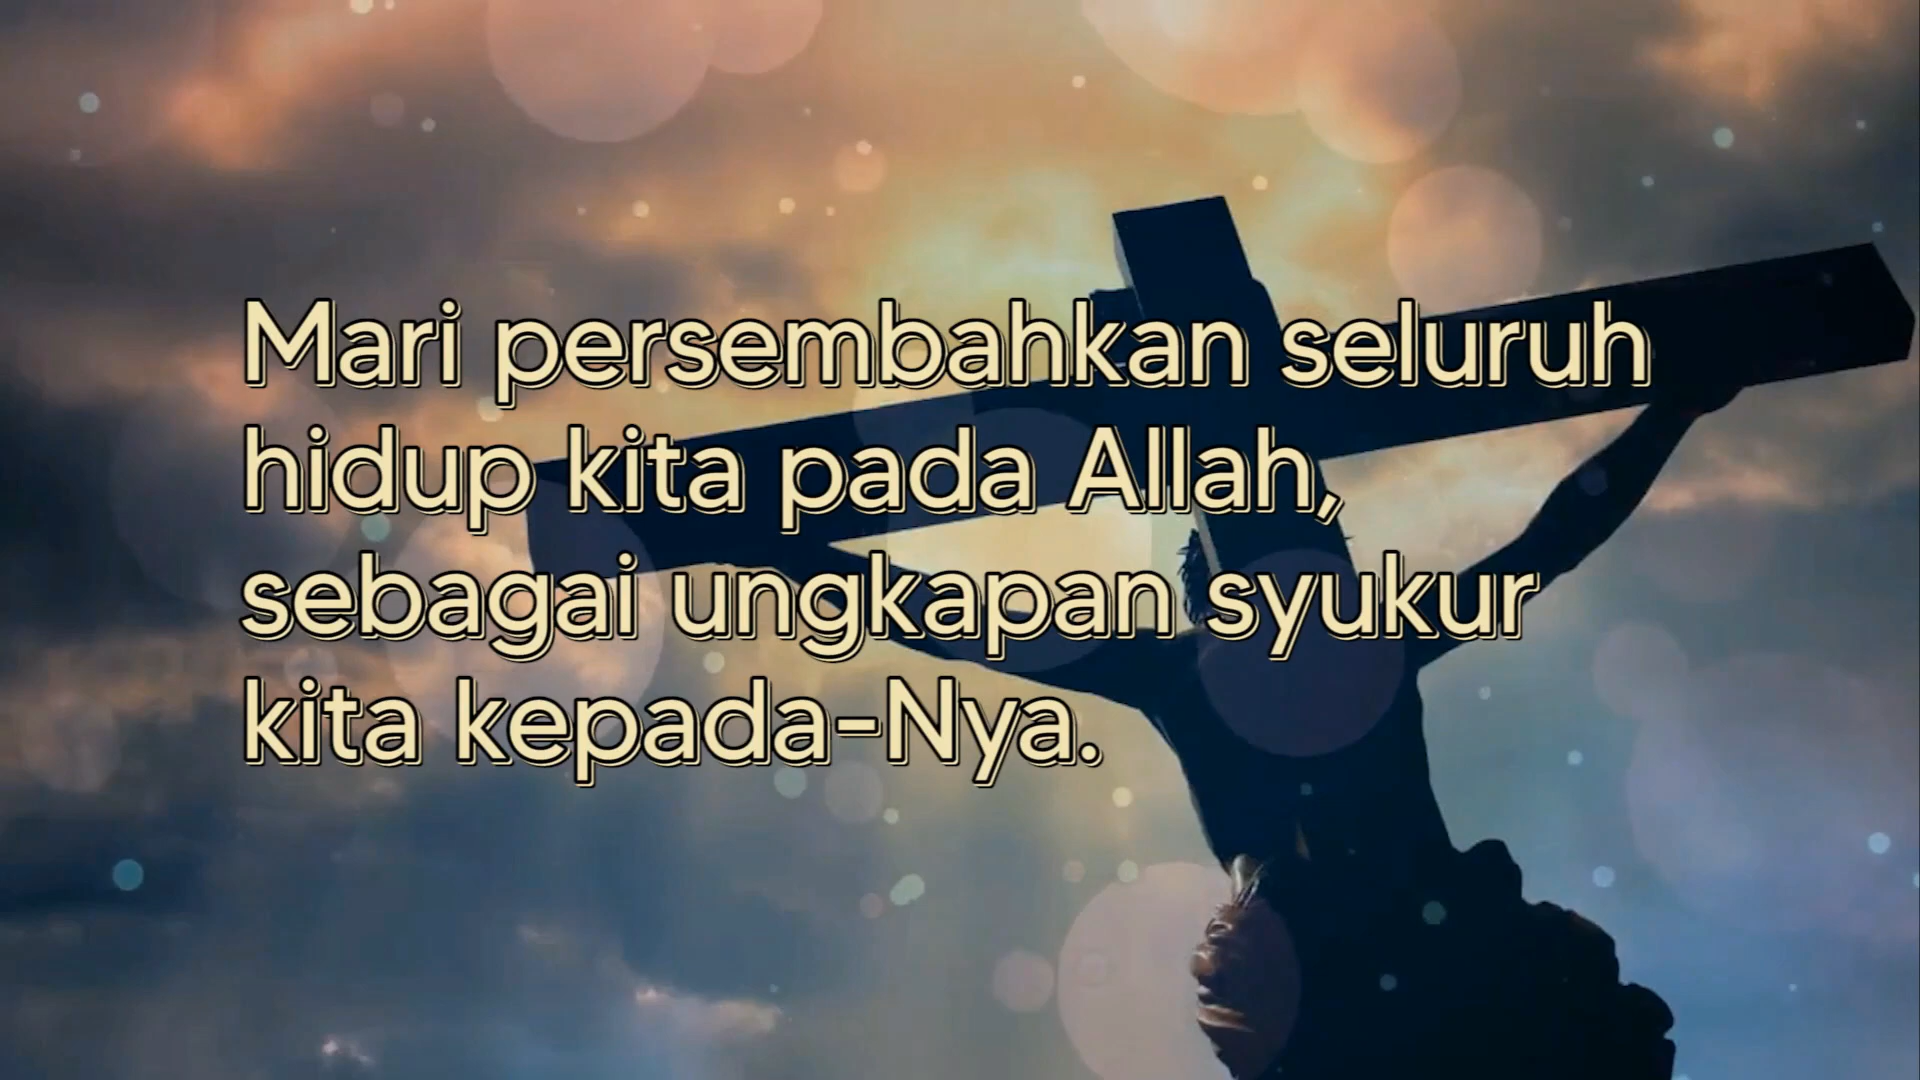 Mari persembahkan seluruh
hidup kita pada Allah,
sebagai ungkapan syukur
kita kepada-Nya.